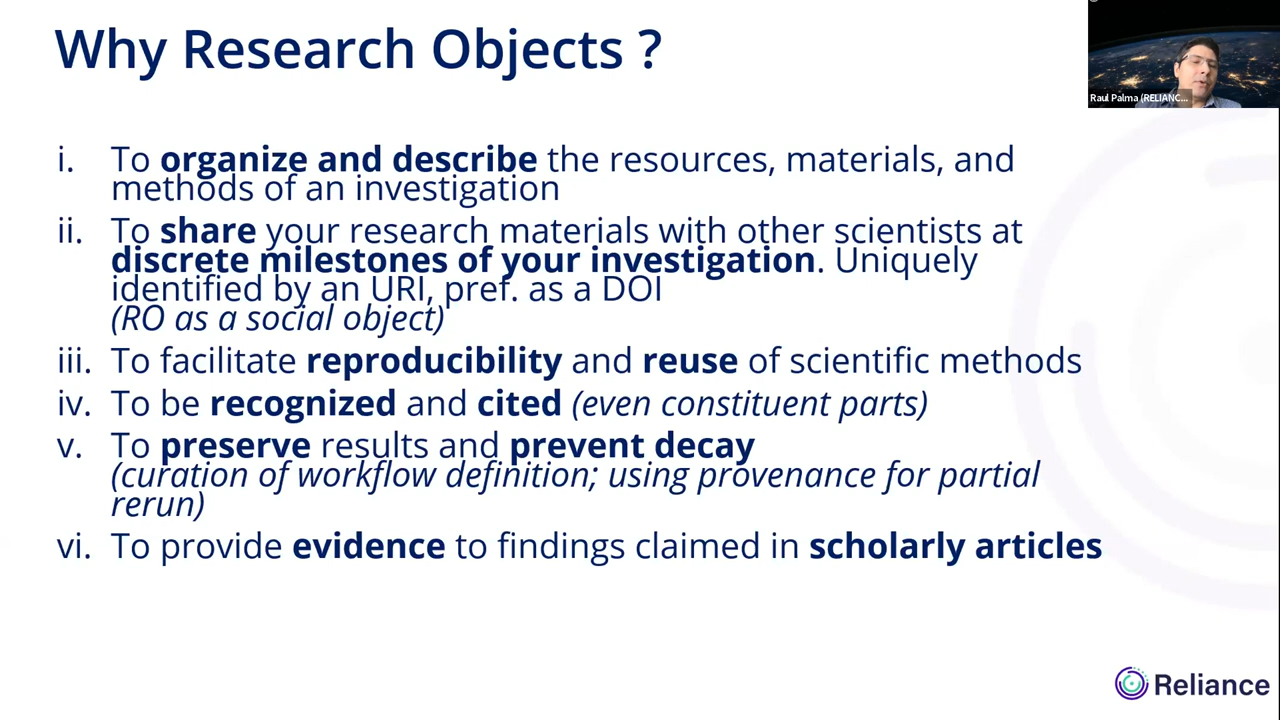 Why Research Objects ?
Raul Palma (RELIANC...
i. To organize and describe the resources, materials, and
methods of an investigation
ii. To share your research materials with other scientists at
discrete milestones of your investigation. Uniquely
identified by an URI, pref. as a DOI
(RO as a social object)
iii. To facilitate reproducibility and reuse of scientific methods
iv. To be recognized and cited (even constituent parts)
v. To preserve results and prevent decay
(curation of workflow definition; using provenance for partial
rerun)
vi. To provide evidence to findings claimed in scholarly articles
Reliance